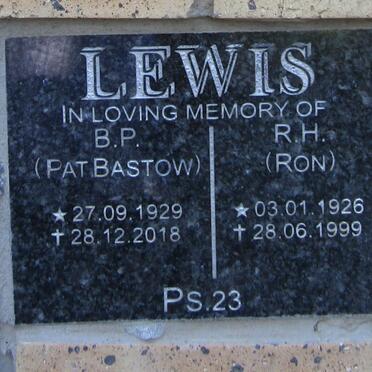 LEWIS
IN LOVING MEMORY OF
B.P. R.H.
(PAT BASTOW) (RON)
★ 27.09.1929 ★ 03.01.1926
✝ 28.12.2018 ✝ 28.06.1999
PS.23